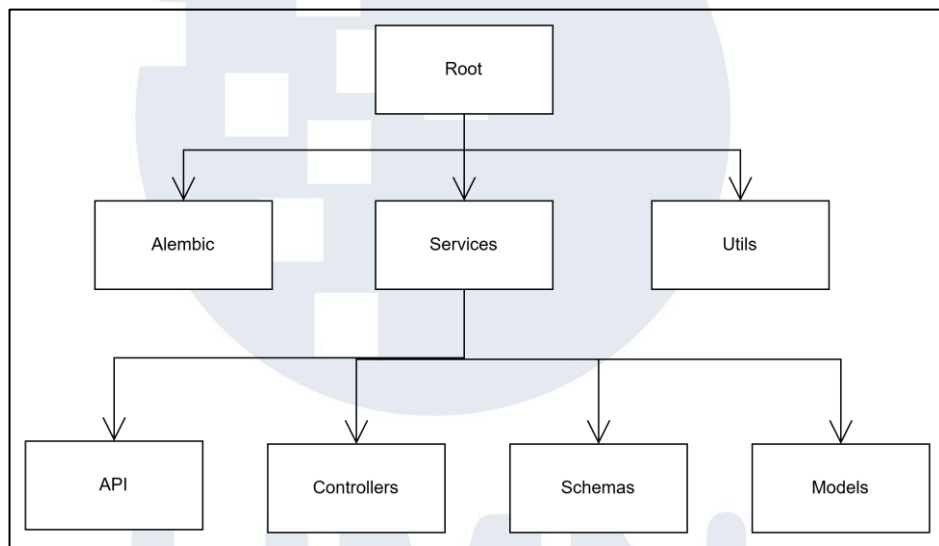 Root
Alembic
Services
Utils
API
Controllers
Schemas
Models